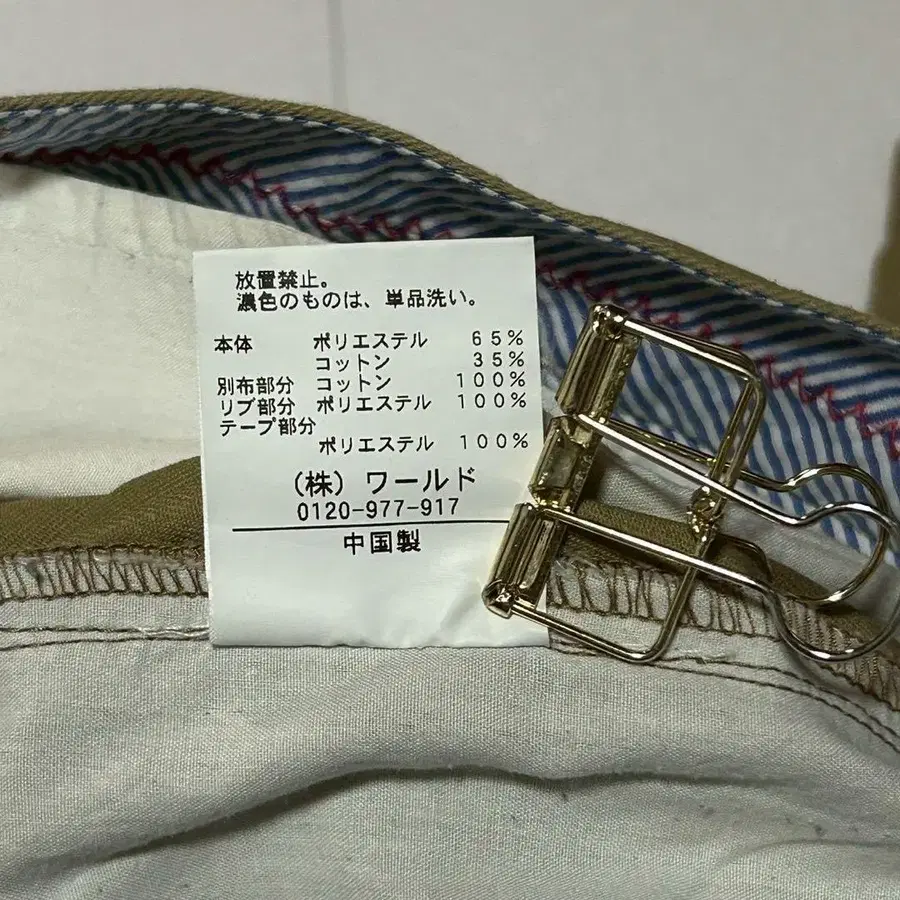 放置禁止。
濃色のものは、単品洗い。
本体 ポリエステル 65%
コットン 35%
別布部分 コットン 100%
リブ部分 ポリエステル 100%
テープ部分
ポリエステル 100%
(株) ワールド
0120-977-917
中国製